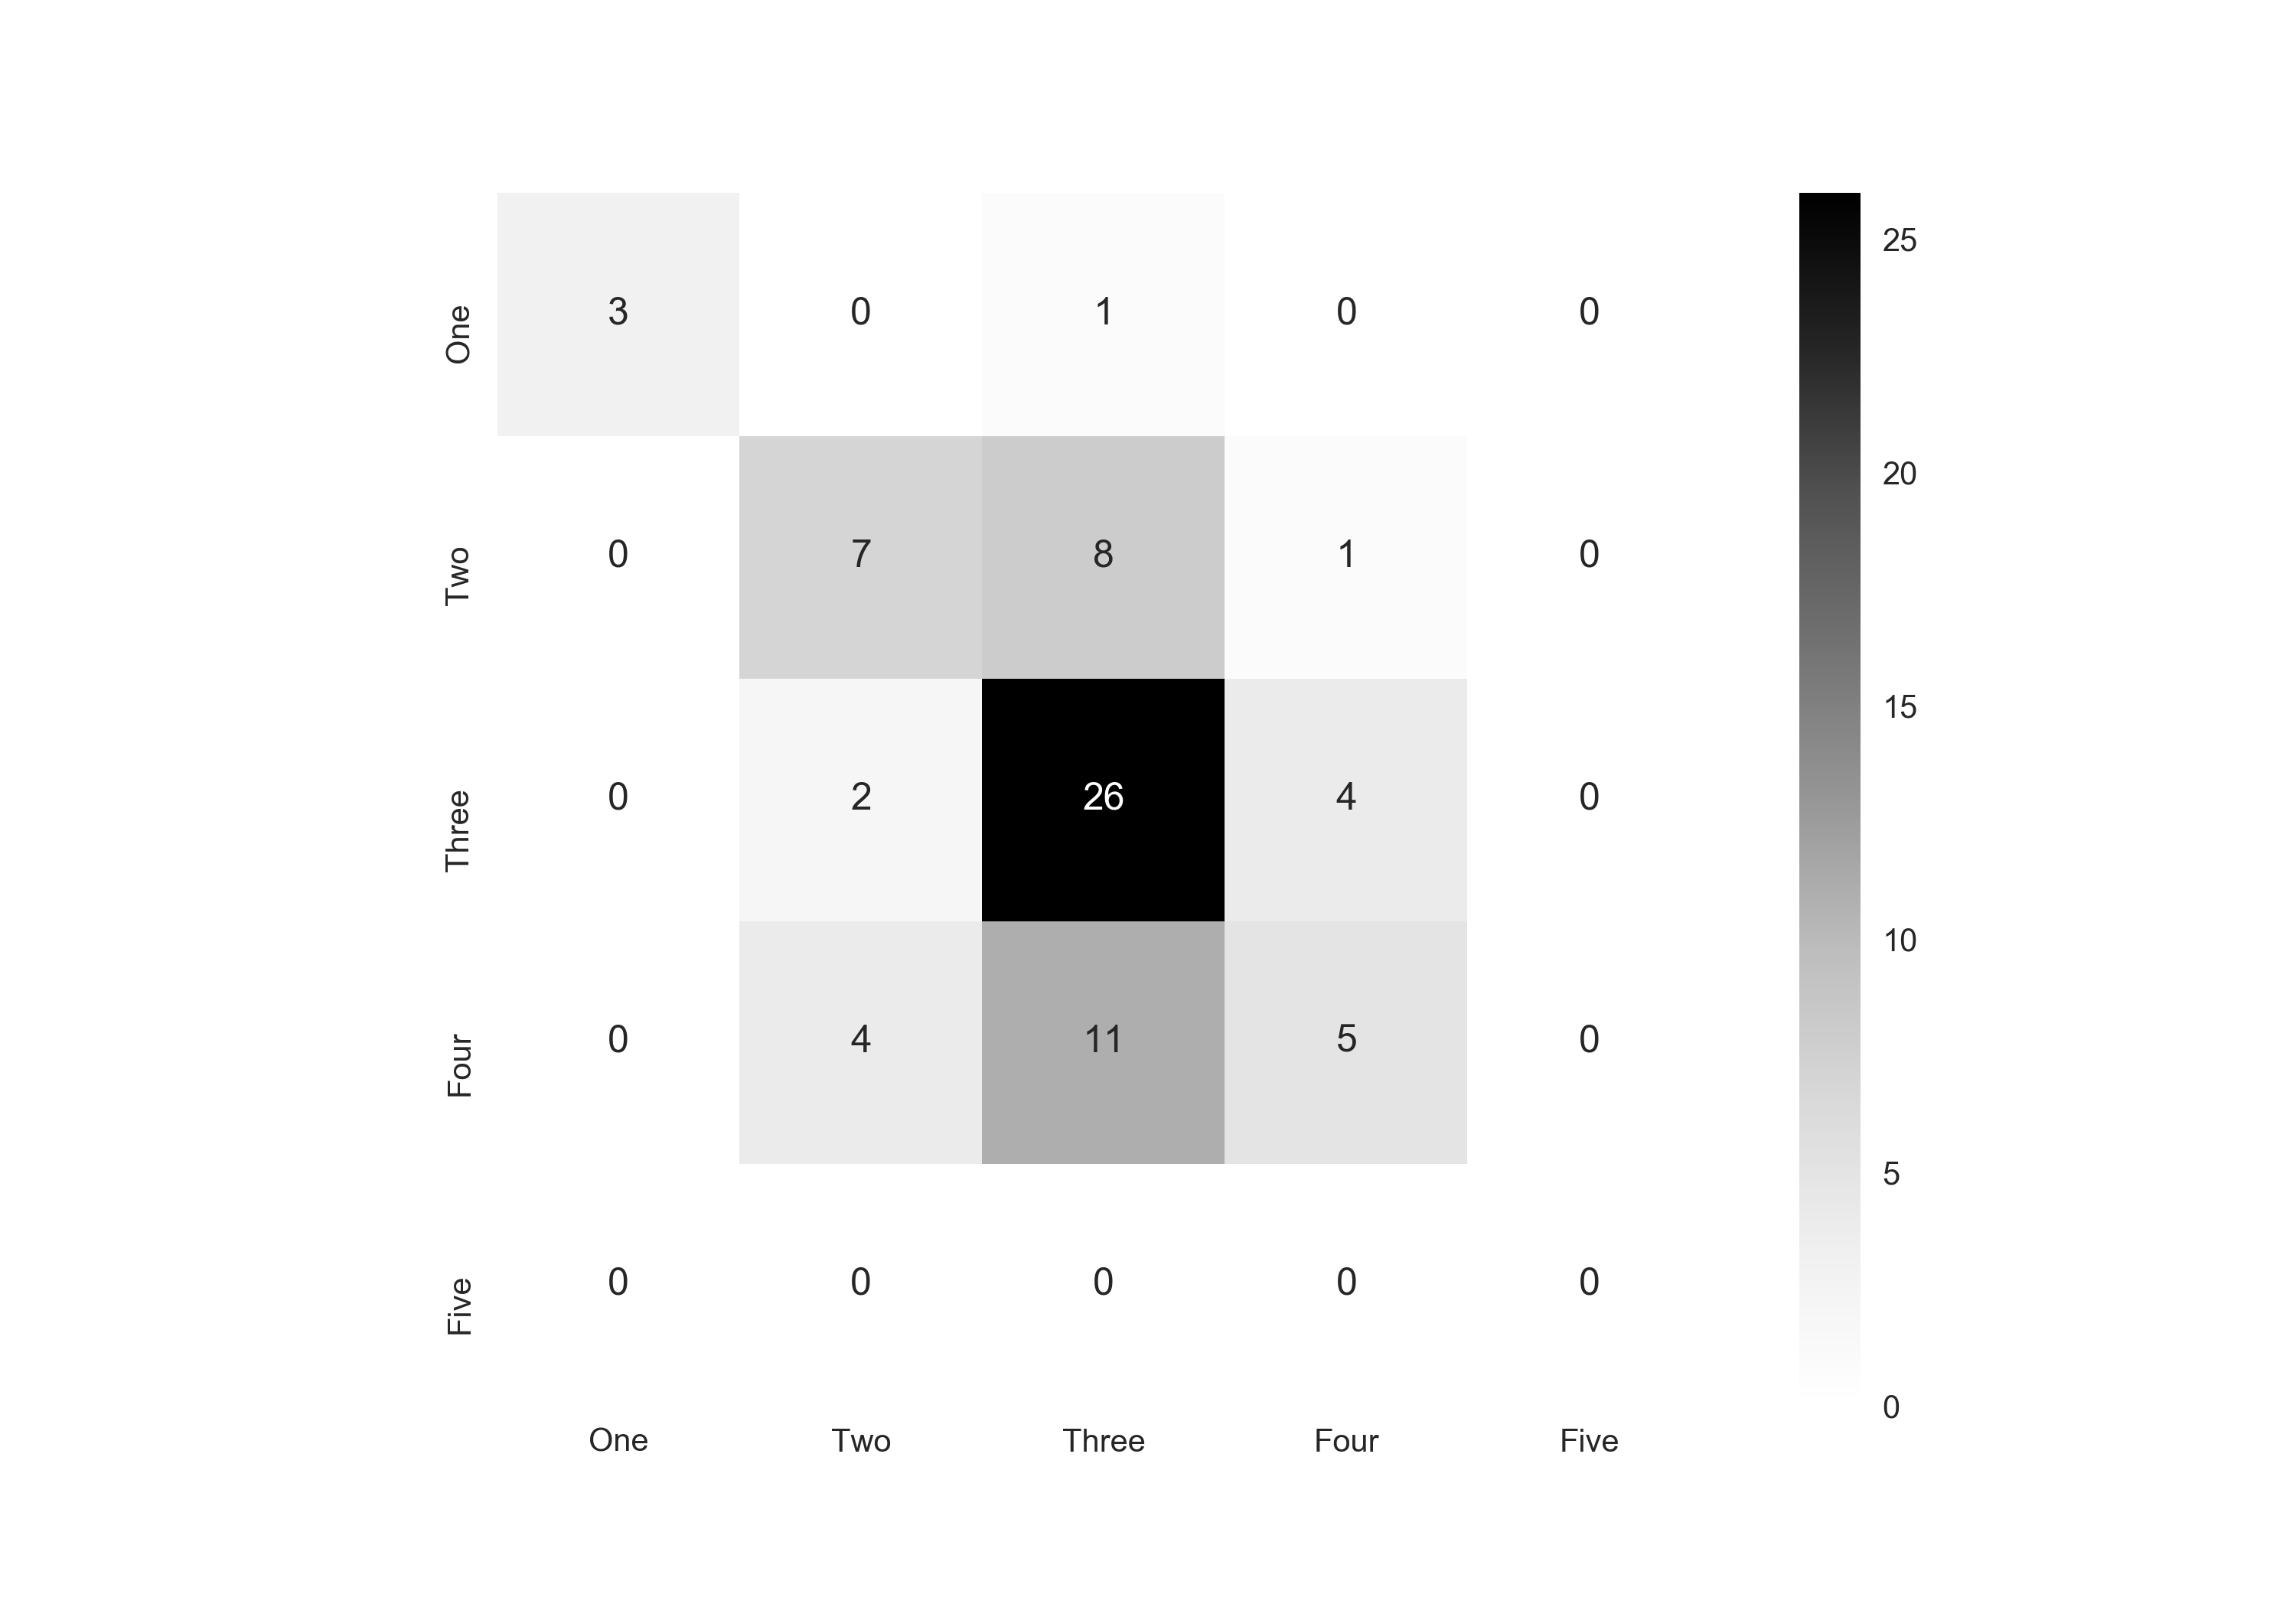 25
One 3 0 1 0 0
20
Two 0 7 8 1 0
15
Three 0 2 26 4 0
10
Four 0 4 11 5 0
5
Five 0 0 0 0 0
0
One Two Three Four Five